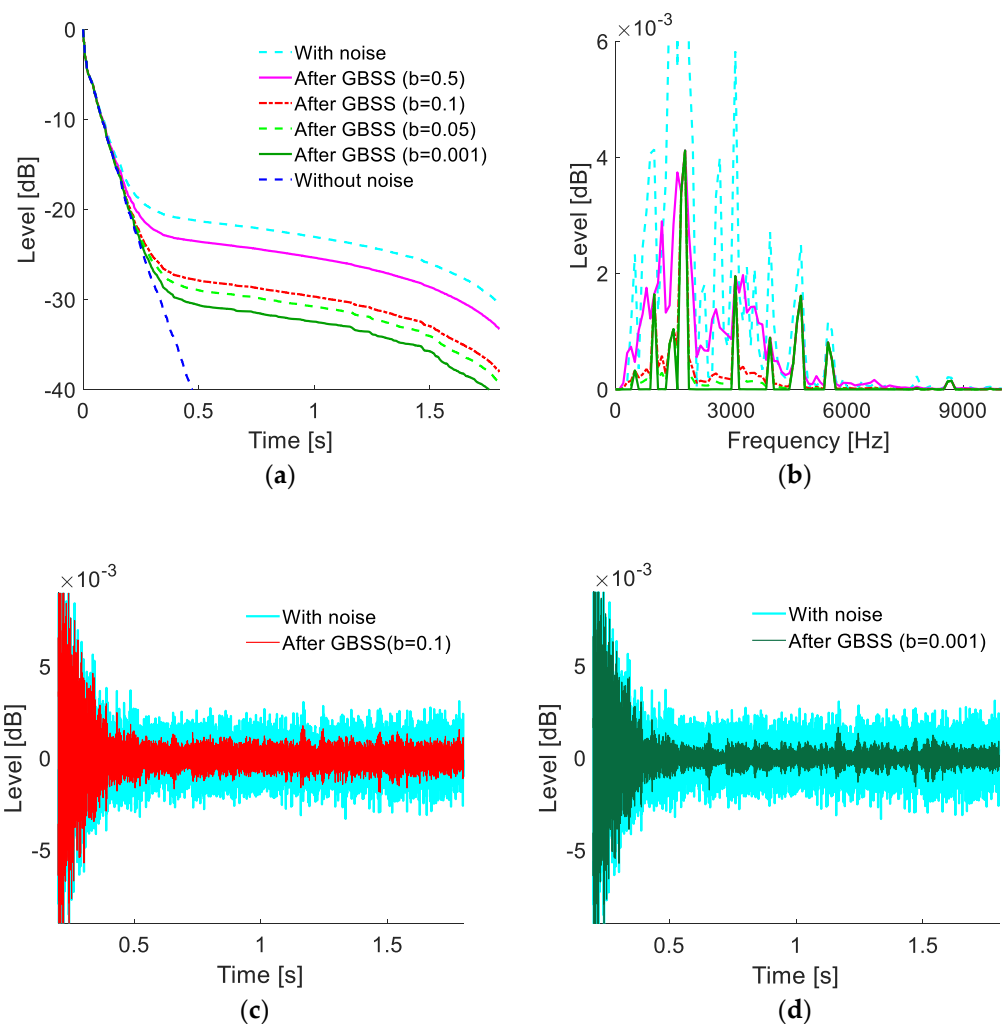 0
-10
-20
-30
-40
Level [dB]
0
0.5
1
1.5
Time [s]
With noise
After GBSS (b=0.5)
After GBSS (b=0.1)
After GBSS (b=0.05)
After GBSS (b=0.001)
Without noise
(a)
×10-3
6
4
2
0
Level [dB]
0
3000
6000
9000
Frequency [Hz]
(b)
×10-3
5
0
-5
Level [dB]
0.5
1
1.5
Time [s]
With noise
After GBSS(b=0.1)
(c)
×10-3
5
0
-5
Level [dB]
0.5
1
1.5
Time [s]
With noise
After GBSS (b=0.001)
(d)